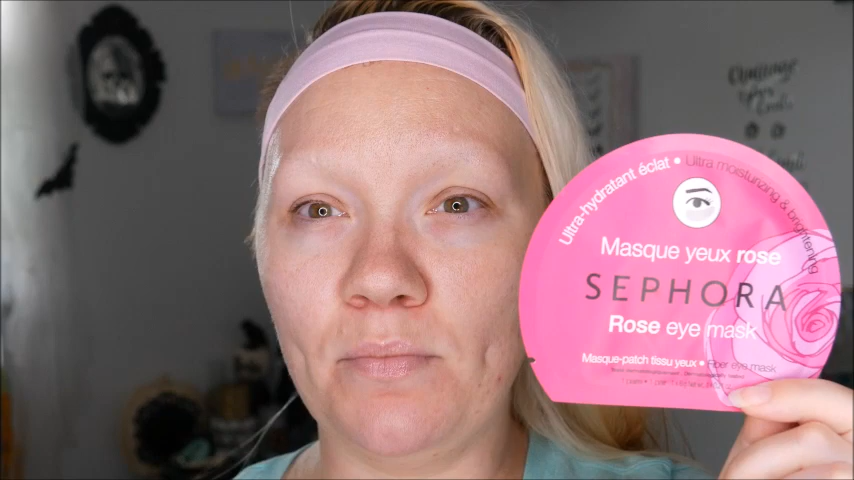 Ultra-hydratant éclat • Ultra moisturizing & brightening
Masque yeux rose
SEPHORA
Rose eye mask
Masque-patch tissu yeux • Fiber eye mask